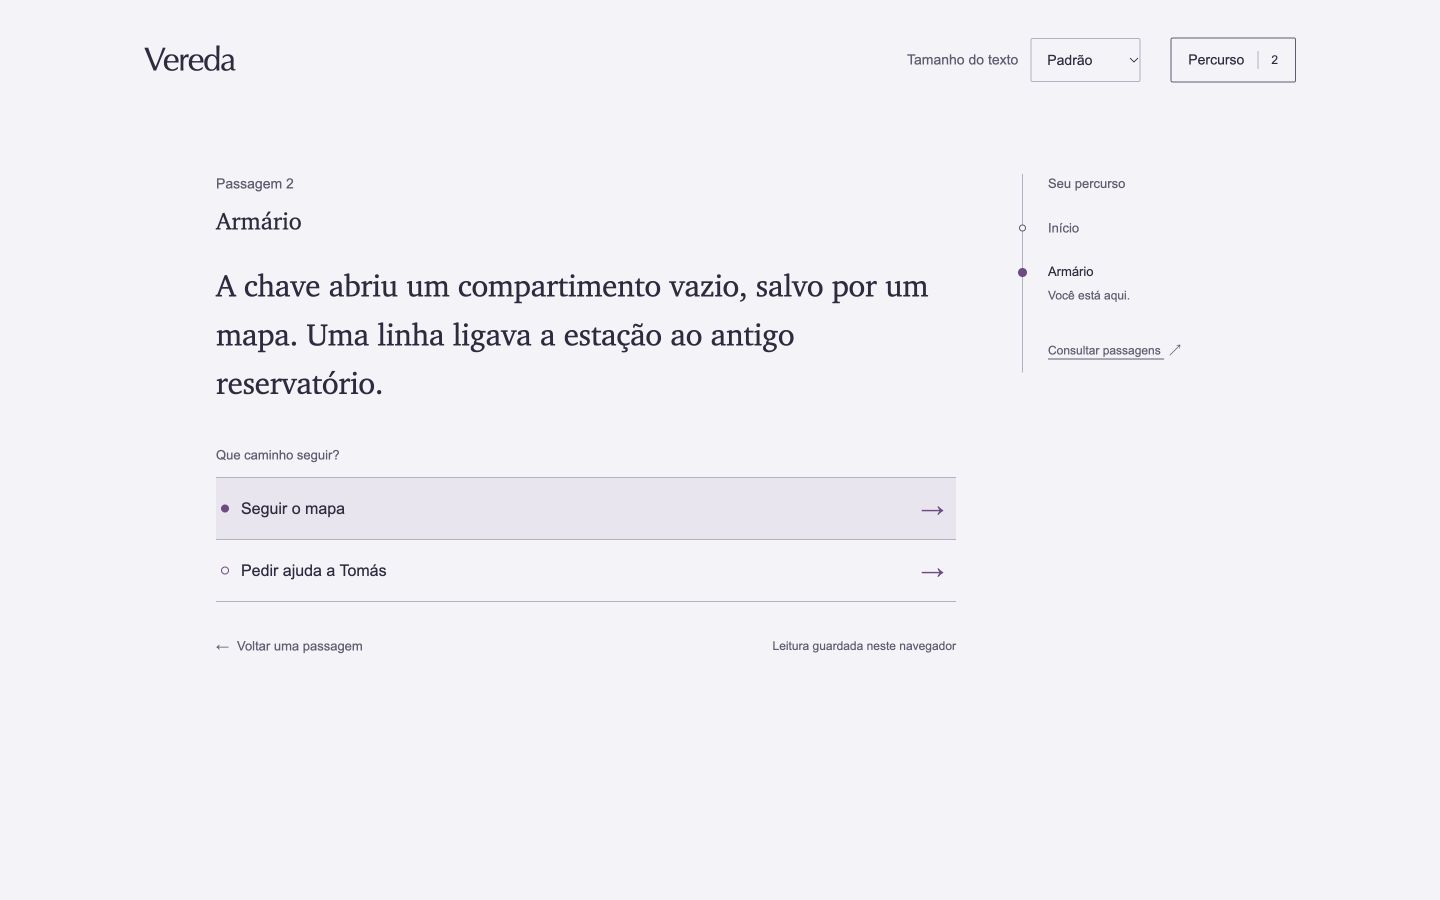 Vereda
Tamanho do texto
Padrão
Percurso 2
Passagem 2
Armário
A chave abriu um compartimento vazio, salvo por um
mapa. Uma linha ligava a estação ao antigo
reservatório.
Que caminho seguir?
Seguir o mapa →
Pedir ajuda a Tomás →
← Voltar uma passagem
Leitura guardada neste navegador
Seu percurso
Início
Armário
Você está aqui.
Consultar passagens ↗